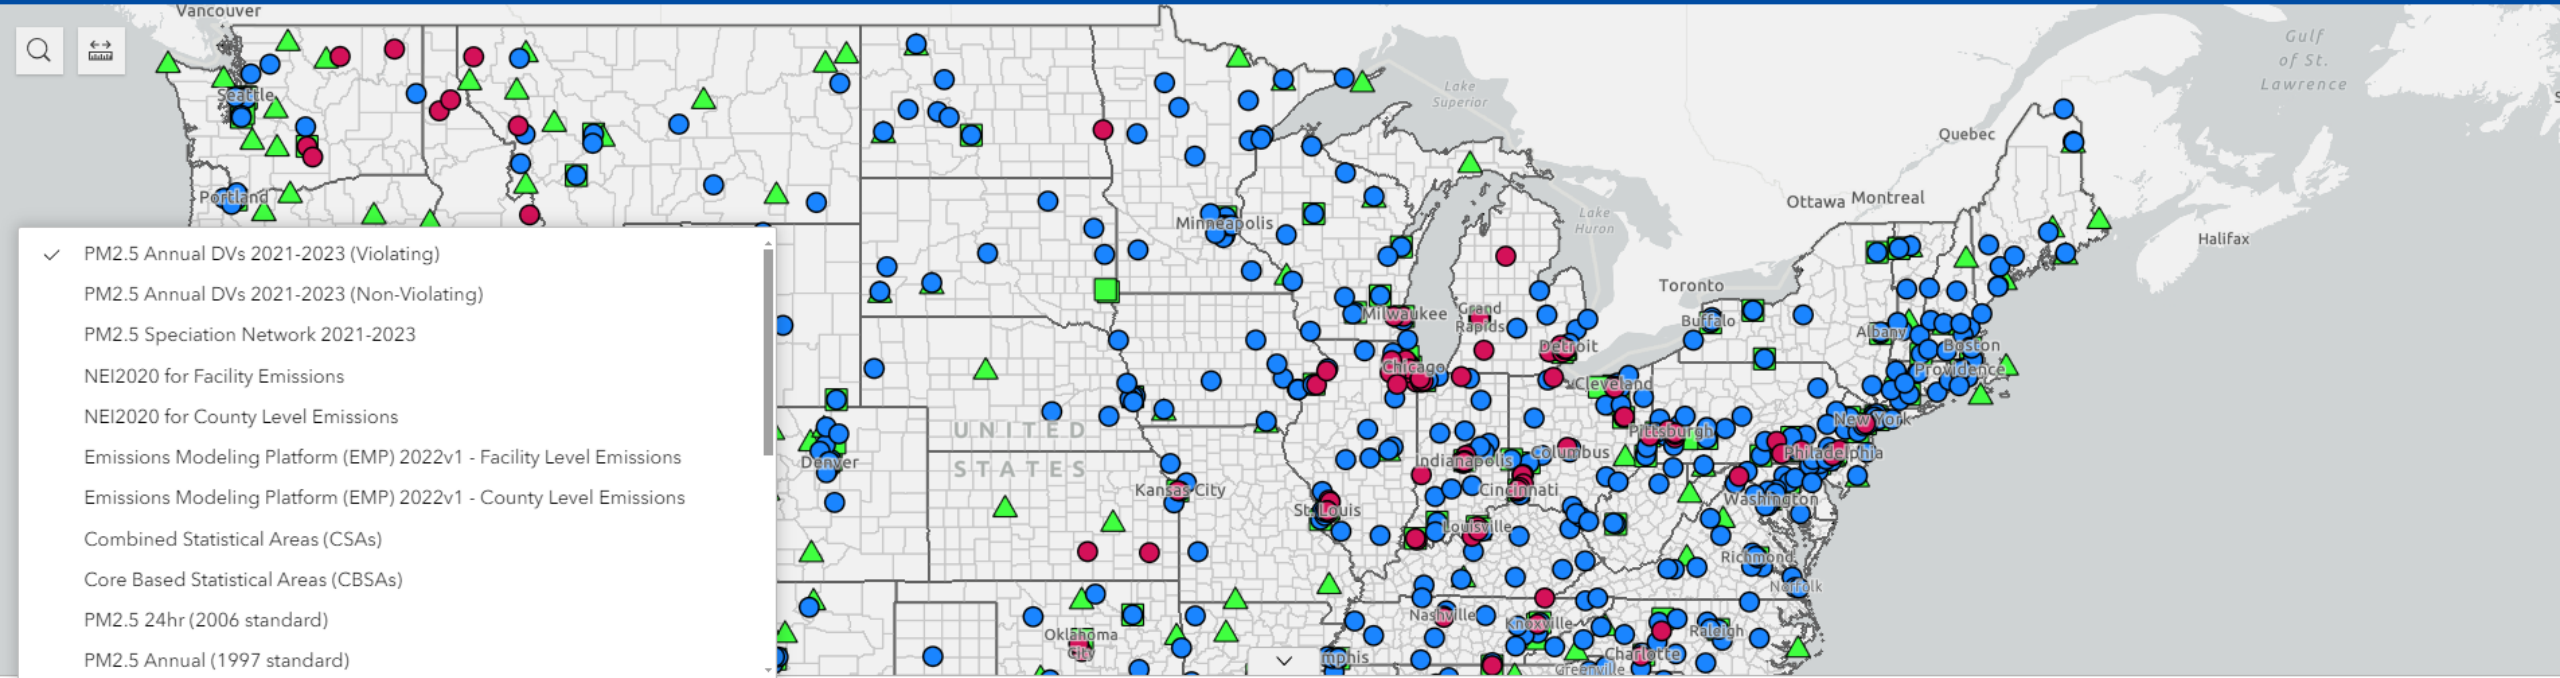 Vancouver
Gulf
of St.
Lawrence
Lake
Superior
Seattle
Quebec
Portland
Ottawa
Montreal
Minneapolis
Lake
Huron
Halifax
PM2.5 Annual DVs 2021-2023 (Violating)
PM2.5 Annual DVs 2021-2023 (Non-Violating)
PM2.5 Speciation Network 2021-2023
NEI2020 for Facility Emissions
NEI2020 for County Level Emissions
Emissions Modeling Platform (EMP) 2022v1 - Facility Level Emissions
Emissions Modeling Platform (EMP) 2022v1 - County Level Emissions
Combined Statistical Areas (CSAs)
Core Based Statistical Areas (CBSAs)
PM2.5 24hr (2006 standard)
PM2.5 Annual (1997 standard)
Toronto
Milwaukee
Grand
Rapids
Buffalo
Albany
Detroit
Boston
Chicago
Providence
Cleveland
New York
UNITED
STATES
Pittsburgh
Denver
Indianapolis
Columbus
Philadelphia
Kansas City
Cincinnati
Washington
St. Louis
Louisville
Richmond
Norfolk
Nashville
Knoxville
Raleigh
Oklahoma
City
mphis
Charlotte
Greenville